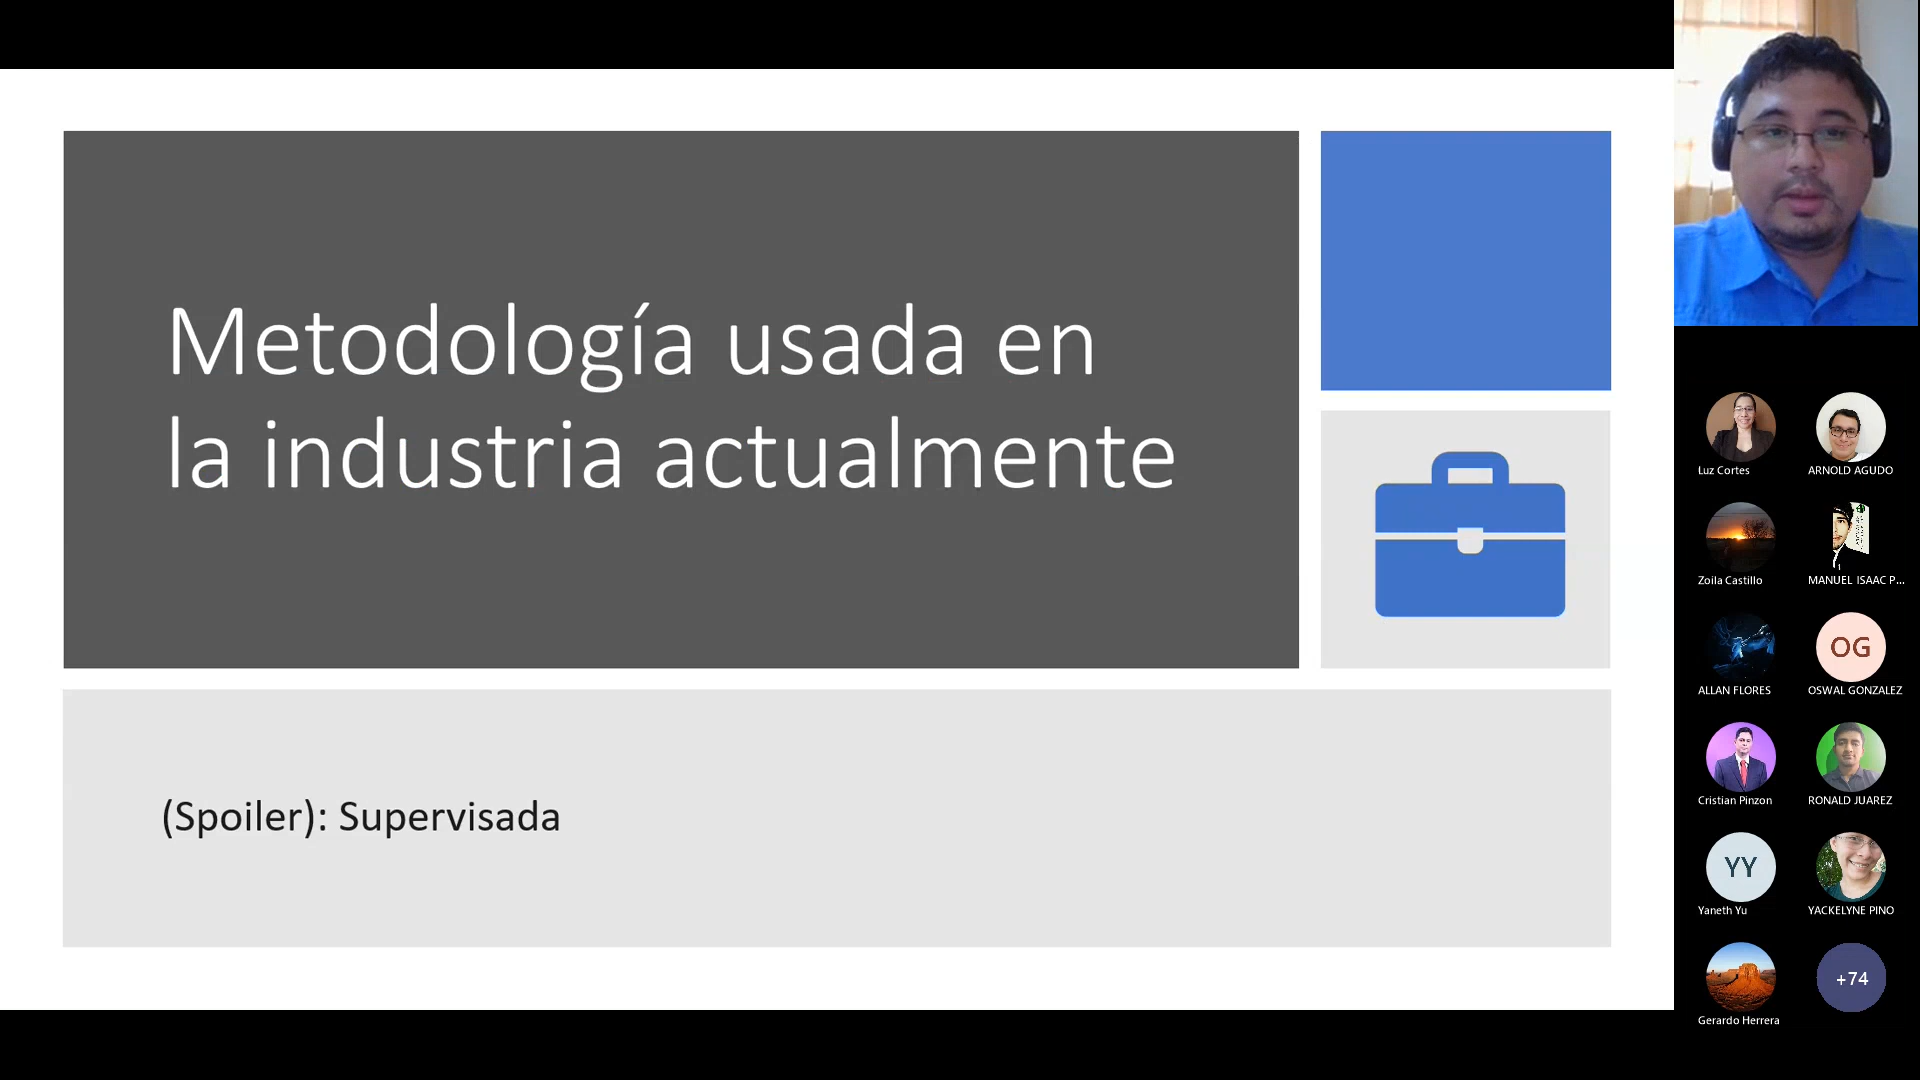 Metodología usada en
la industria actualmente
(Spoiler): Supervisada
Luz Cortes
ARNOLD AGUDO
Zoila Castillo
MANUEL ISAAC P...
ALLAN FLORES
OG
OSWAL GONZALEZ
Cristian Pinzon
RONALD JUAREZ
YY
Yaneth Yu
YACKELYNE PINO
Gerardo Herrera
+74